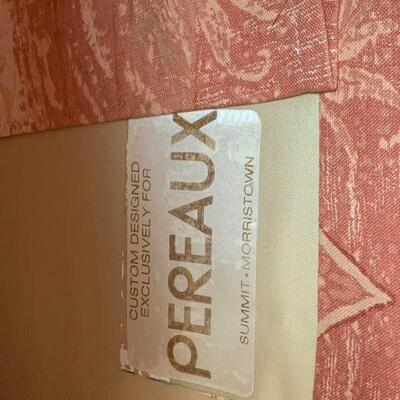 CUSTOM DESIGNED
EXCLUSIVELY FOR
PEREAUX
SUMMIT • MORRISTOWN